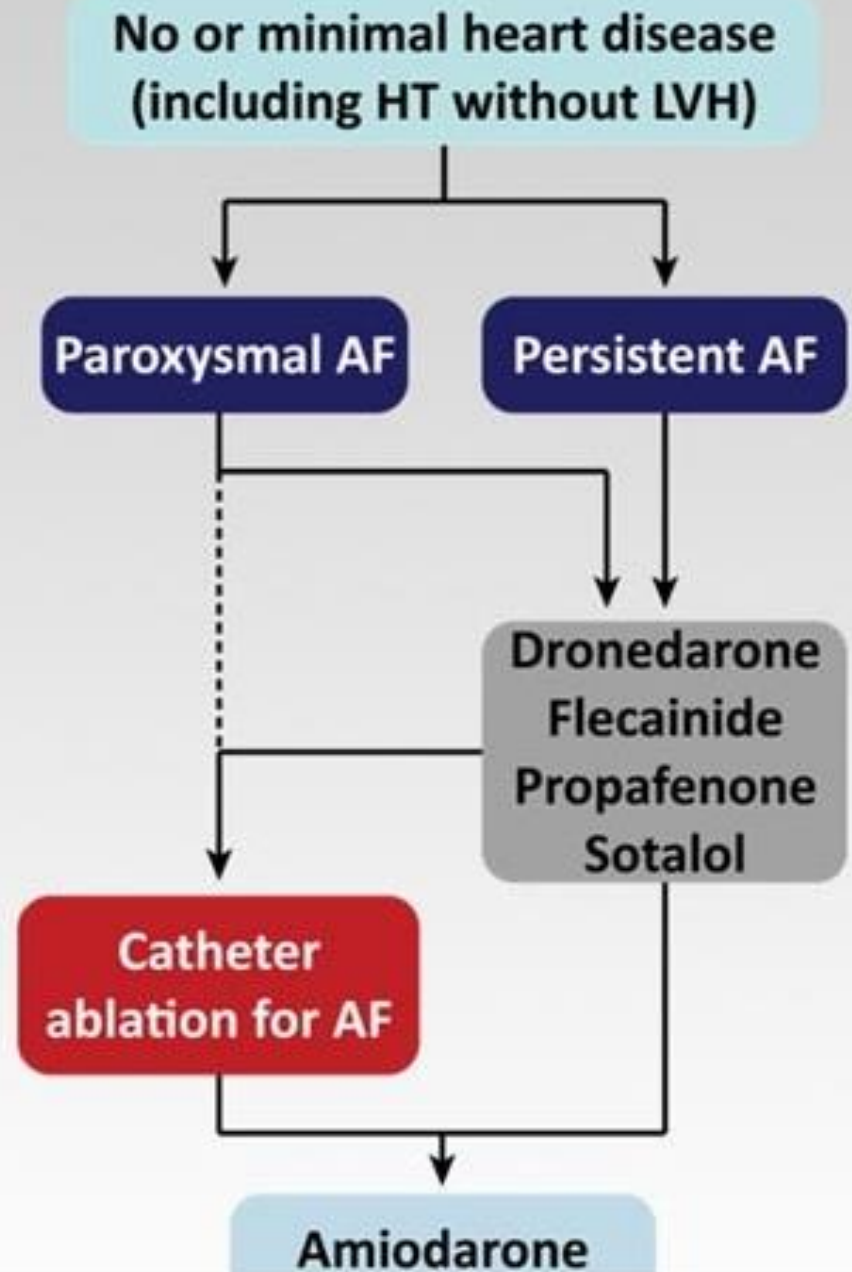 No or minimal heart disease
(including HT without LVH)
Paroxysmal AF
Persistent AF
Dronedarone
Flecainide
Propafenone
Sotalol
Catheter
ablation for AF
Amiodarone